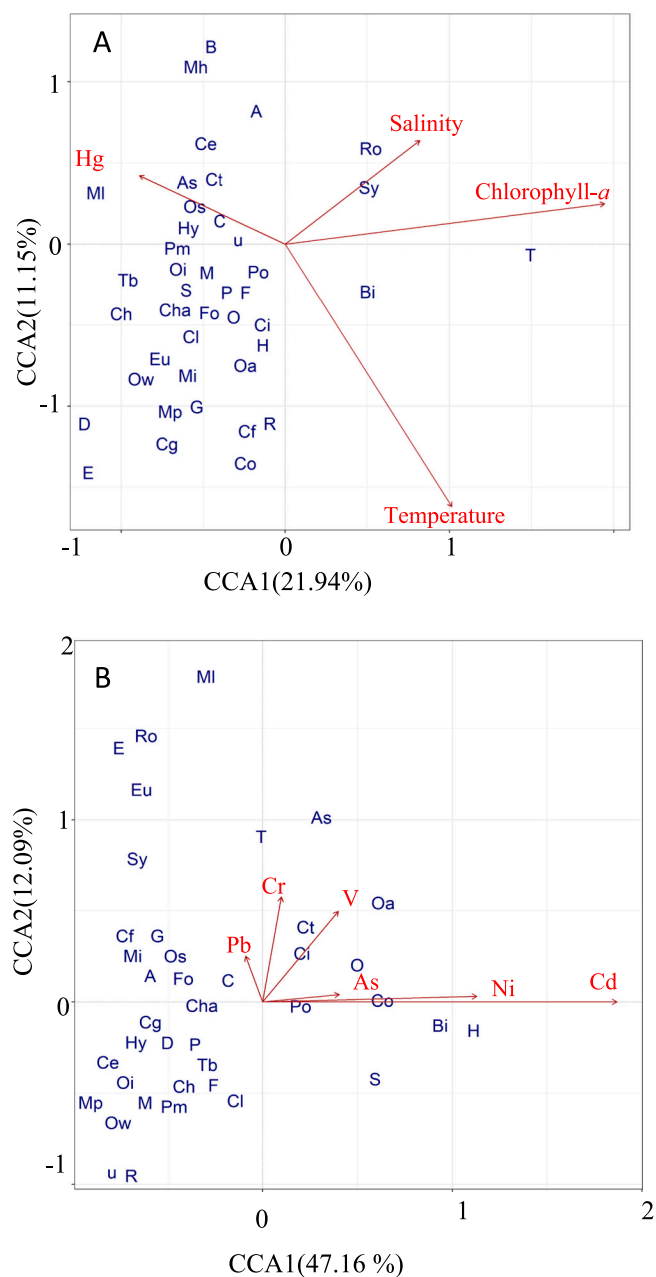 A
B
Mh
A
Salinity
Ce
Ro
Hg
As
Ct
Sy
Chlorophyll-a
Ml
Os
C
Hy
u
Pm
T
Oi
M
Po
Tb
S
P
F
Bi
Ch
Cha
Fo
O
Ci
Cl
H
Eu
Oa
Ow
Mi
Mp
G
D
R
Cf
Cg
Co
E
Temperature
1
0
-1
CCA2(11.15%)
-1
0
1
CCA1(21.94%)
2
B
Ml
Ro
E
Eu
As
T
Sy
Cr
V
Oa
Cf
G
Pb
Ct
Mi
Os
Ci
O
A
Fo
C
As
Ni
Cd
Cha
Po
Co
Cg
Bi
H
Hy
D
P
Ce
Tb
Oi
Ch
F
S
Mp
M
Pm
Cl
Ow
u
R
1
0
-1
CCA2(12.09%)
0
1
2
CCA1(47.16 %)